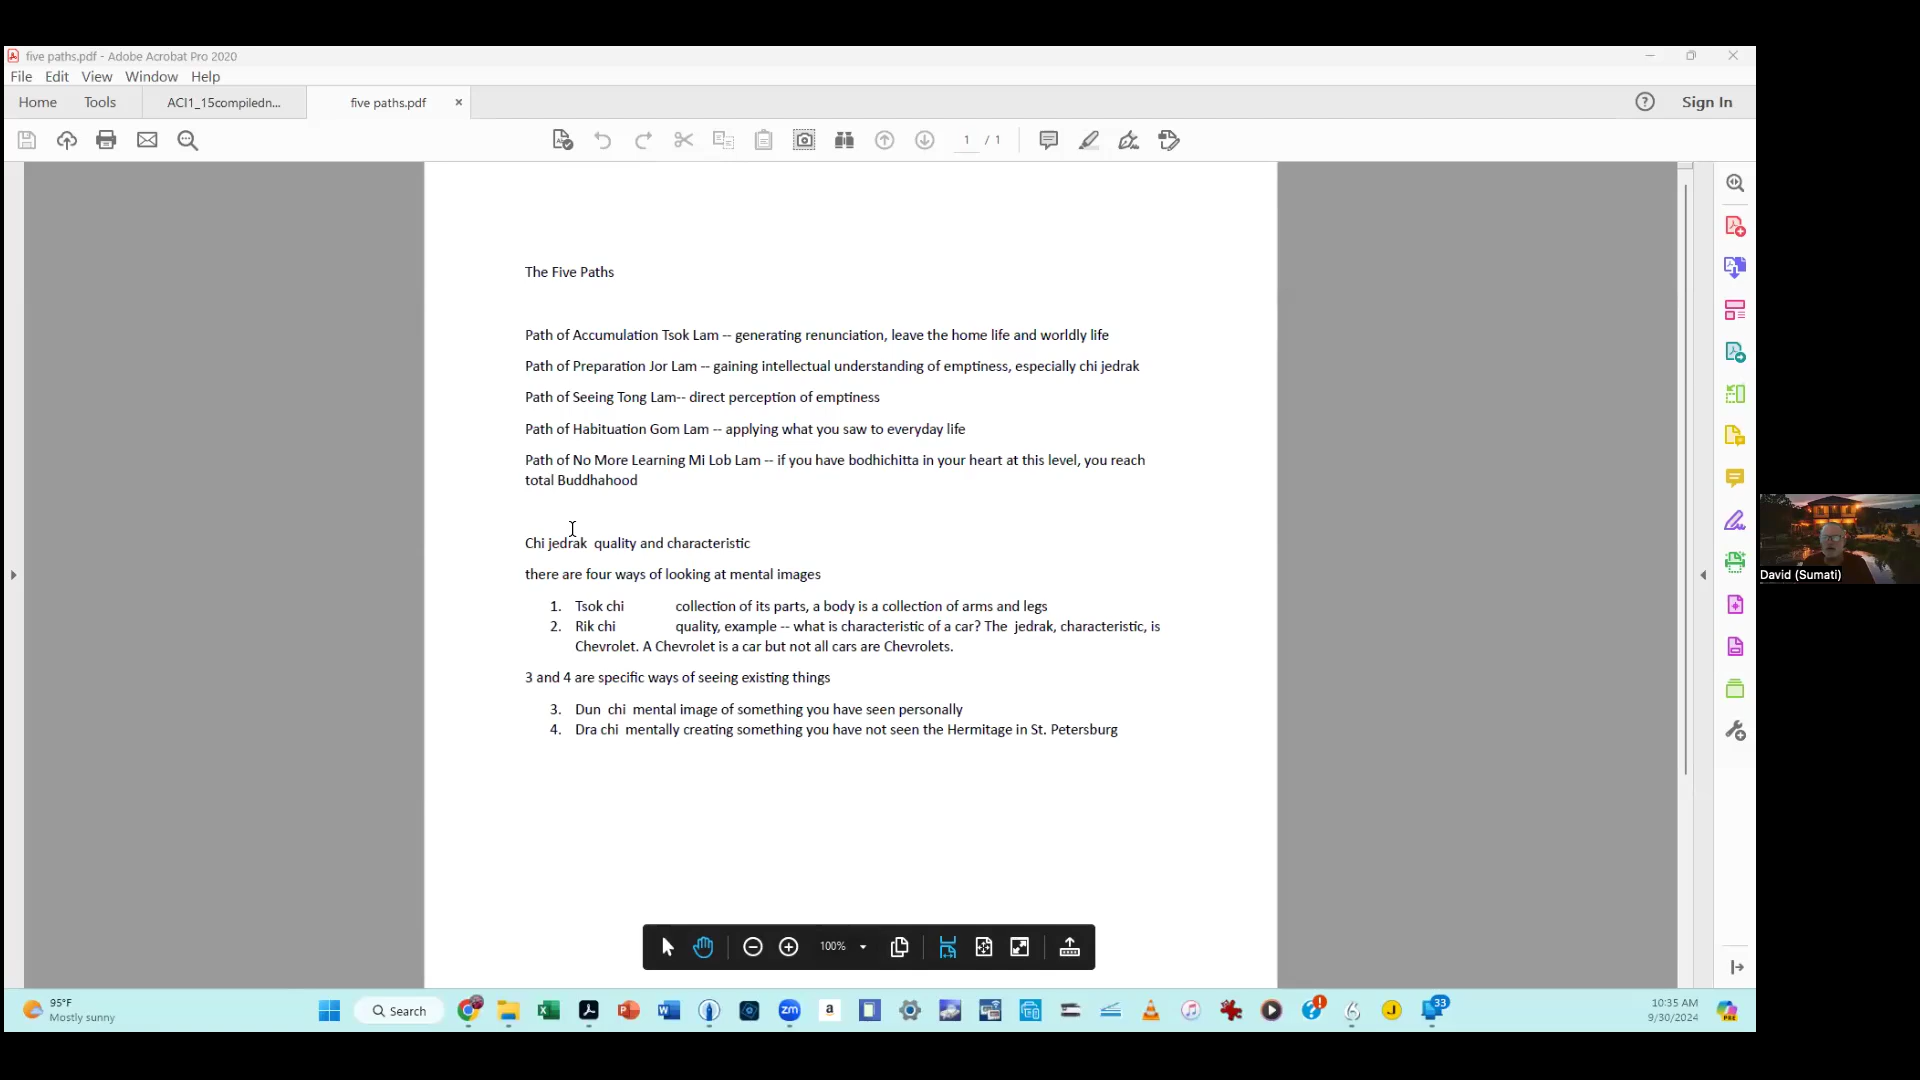 five paths.pdf - Adobe Acrobat Pro 2020
File Edit View Window Help
Home Tools ACI1_15compiledn... five paths.pdf × Sign In
1 / 1
The Five Paths
Path of Accumulation Tsok Lam -- generating renunciation, leave the home life and worldly life
Path of Preparation Jor Lam -- gaining intellectual understanding of emptiness, especially chi jedrak
Path of Seeing Tong Lam-- direct perception of emptiness
Path of Habituation Gom Lam -- applying what you saw to everyday life
Path of No More Learning Mi Lob Lam -- if you have bodhichitta in your heart at this level, you reach
total Buddhahood
Chi jedrak quality and characteristic
there are four ways of looking at mental images
1. Tsok chi collection of its parts, a body is a collection of arms and legs
2. Rik chi quality, example -- what is characteristic of a car? The jedrak, characteristic, is
Chevrolet. A Chevrolet is a car but not all cars are Chevrolets.
3 and 4 are specific ways of seeing existing things
3. Dun chi mental image of something you have seen personally
4. Dra chi mentally creating something you have not seen the Hermitage in St. Petersburg
David (Sumati)
100%
95°F
Mostly sunny
Search
zm
a
J
33
10:35 AM
9/30/2024
PRE